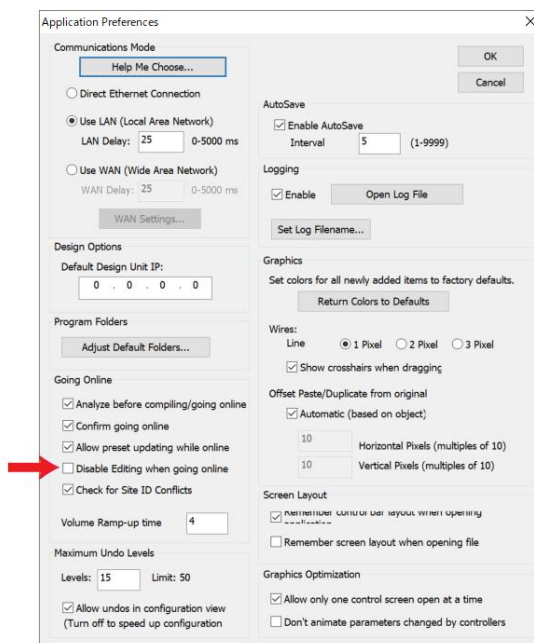 Application Preferences
Communications Mode
Help Me Choose...
Direct Ethernet Connection
Use LAN (Local Area Network)
LAN Delay: 25 0-5000 ms
Use WAN (Wide Area Network)
WAN Delay: 25 0-5000 ms
WAN Settings...
Design Options
Default Design Unit IP:
0 . 0 . 0 . 0
Program Folders
Adjust Default Folders...
Going Online
Analyze before compiling/going online
Confirm going online
Allow preset updating while online
Disable Editing when going online
Check for Site ID Conflicts
Volume Ramp-up time 4
Maximum Undo Levels
Levels: 15 Limit: 50
Allow undos in configuration view
(Turn off to speed up configuration
OK
Cancel
AutoSave
Enable AutoSave
Interval 5 (1-9999)
Logging
Enable Open Log File
Set Log Filename...
Graphics
Set colors for all newly added items to factory defaults.
Return Colors to Defaults
Wires:
Line 1 Pixel 2 Pixel 3 Pixel
Show crosshairs when dragging
Offset Paste/Duplicate from original
Automatic (based on object)
10 Horizontal Pixels (multiples of 10)
10 Vertical Pixels (multiples of 10)
Screen Layout
Remember control bar layout when opening
Remember screen layout when opening file
Graphics Optimization
Allow only one control screen open at a time
Don't animate parameters changed by controllers